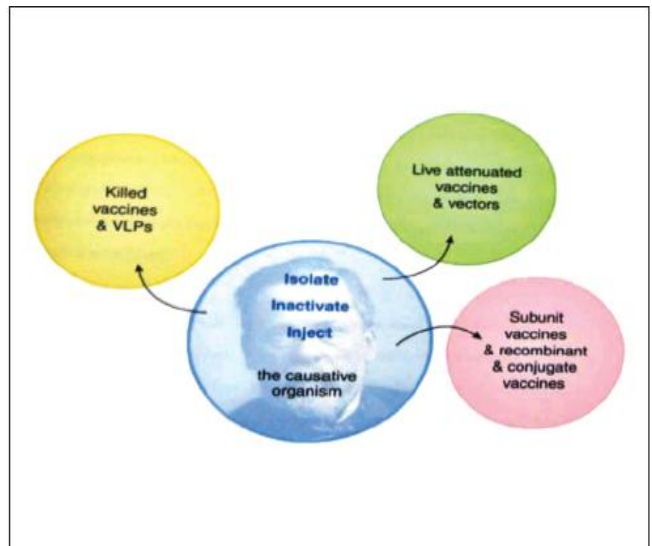 Killed
vaccines
& VLPs
Live attenuated
vaccines
& vectors
Isolate
Inactivate
Inject
the causative
organism
Subunit
vaccines
& recombinant
& conjugate
vaccines